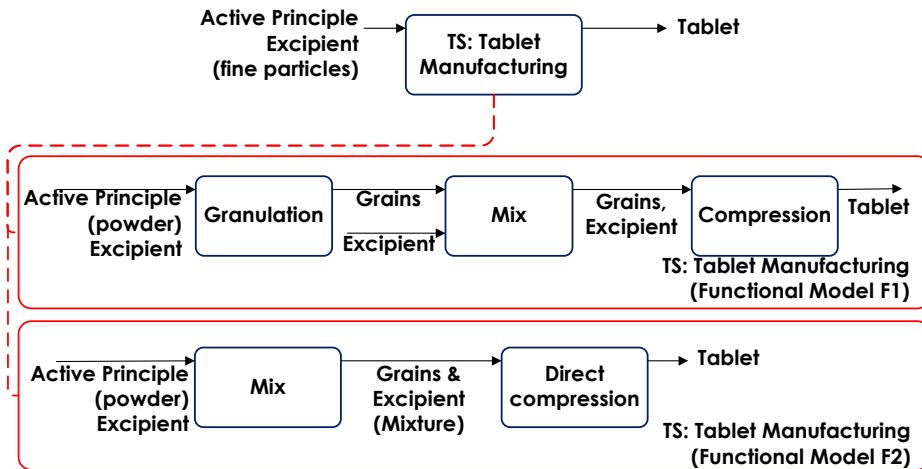 Active Principle
Excipient
(fine particles)
TS: Tablet
Manufacturing
Tablet
Active Principle
(powder)
Excipient
Granulation
Grains
Excipient
Mix
Grains,
Excipient
Compression
Tablet
TS: Tablet Manufacturing
(Functional Model F1)
Active Principle
(powder)
Excipient
Mix
Grains &
Excipient
(Mixture)
Direct
compression
Tablet
TS: Tablet Manufacturing
(Functional Model F2)